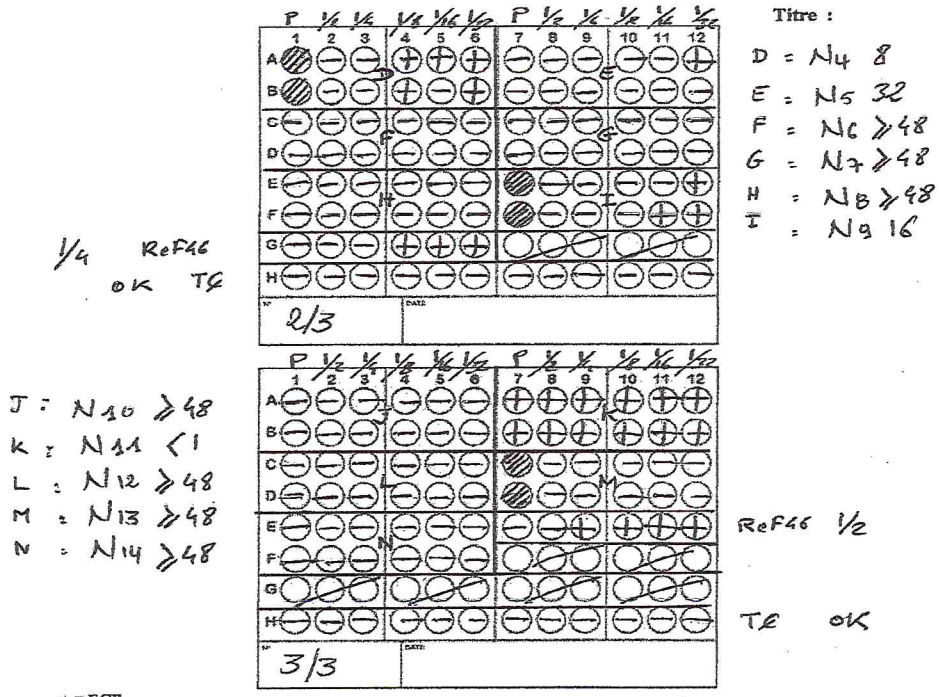 P 1/2 1/4 1/8 1/16 1/32 P 1/2 1/4 1/8 1/16 1/32
1 2 3 4 5 6 7 8 9 10 11 12
A
B
C
D
E
F
G
H
D
E
F
G
H
I
N° 2/3
DATE
Titre :
D = N4 8
E = N5 32
F = N6 ≥48
G = N7 ≥48
H = N8 ≥48
I = N9 16
1/4 ReF46
OK
P 1/2 1/4 1/8 1/16 1/32 P 1/2 1/4 1/8 1/16 1/32
1 2 3 4 5 6 7 8 9 10 11 12
A
B
C
D
E
F
G
H
J
K
L
M
N
N° 3/3
DATE
J : N10 ≥48
K : N11 <1
L : N12 ≥48
M : N13 ≥48
N : N14 ≥48
ReF46 1/2
OK